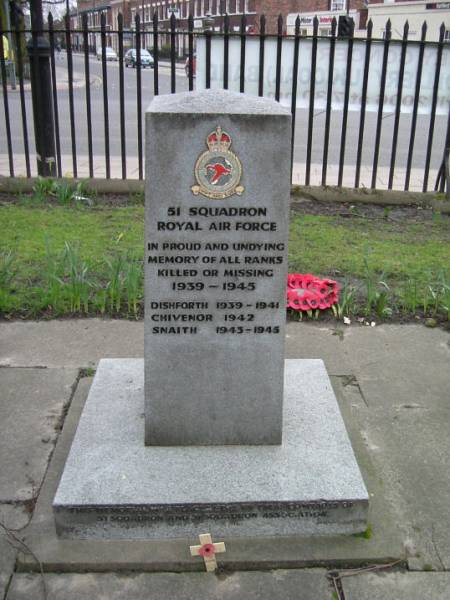 51 SQUADRON
ROYAL AIR FORCE
IN PROUD AND UNDYING
MEMORY OF ALL RANKS
KILLED OR MISSING
1939 – 1945
DISHFORTH 1939 – 1941
CHIVENOR 1942
SNAITH 1943 – 1945
51 SQUADRON AND 51 SQUADRON ASSOCIATION